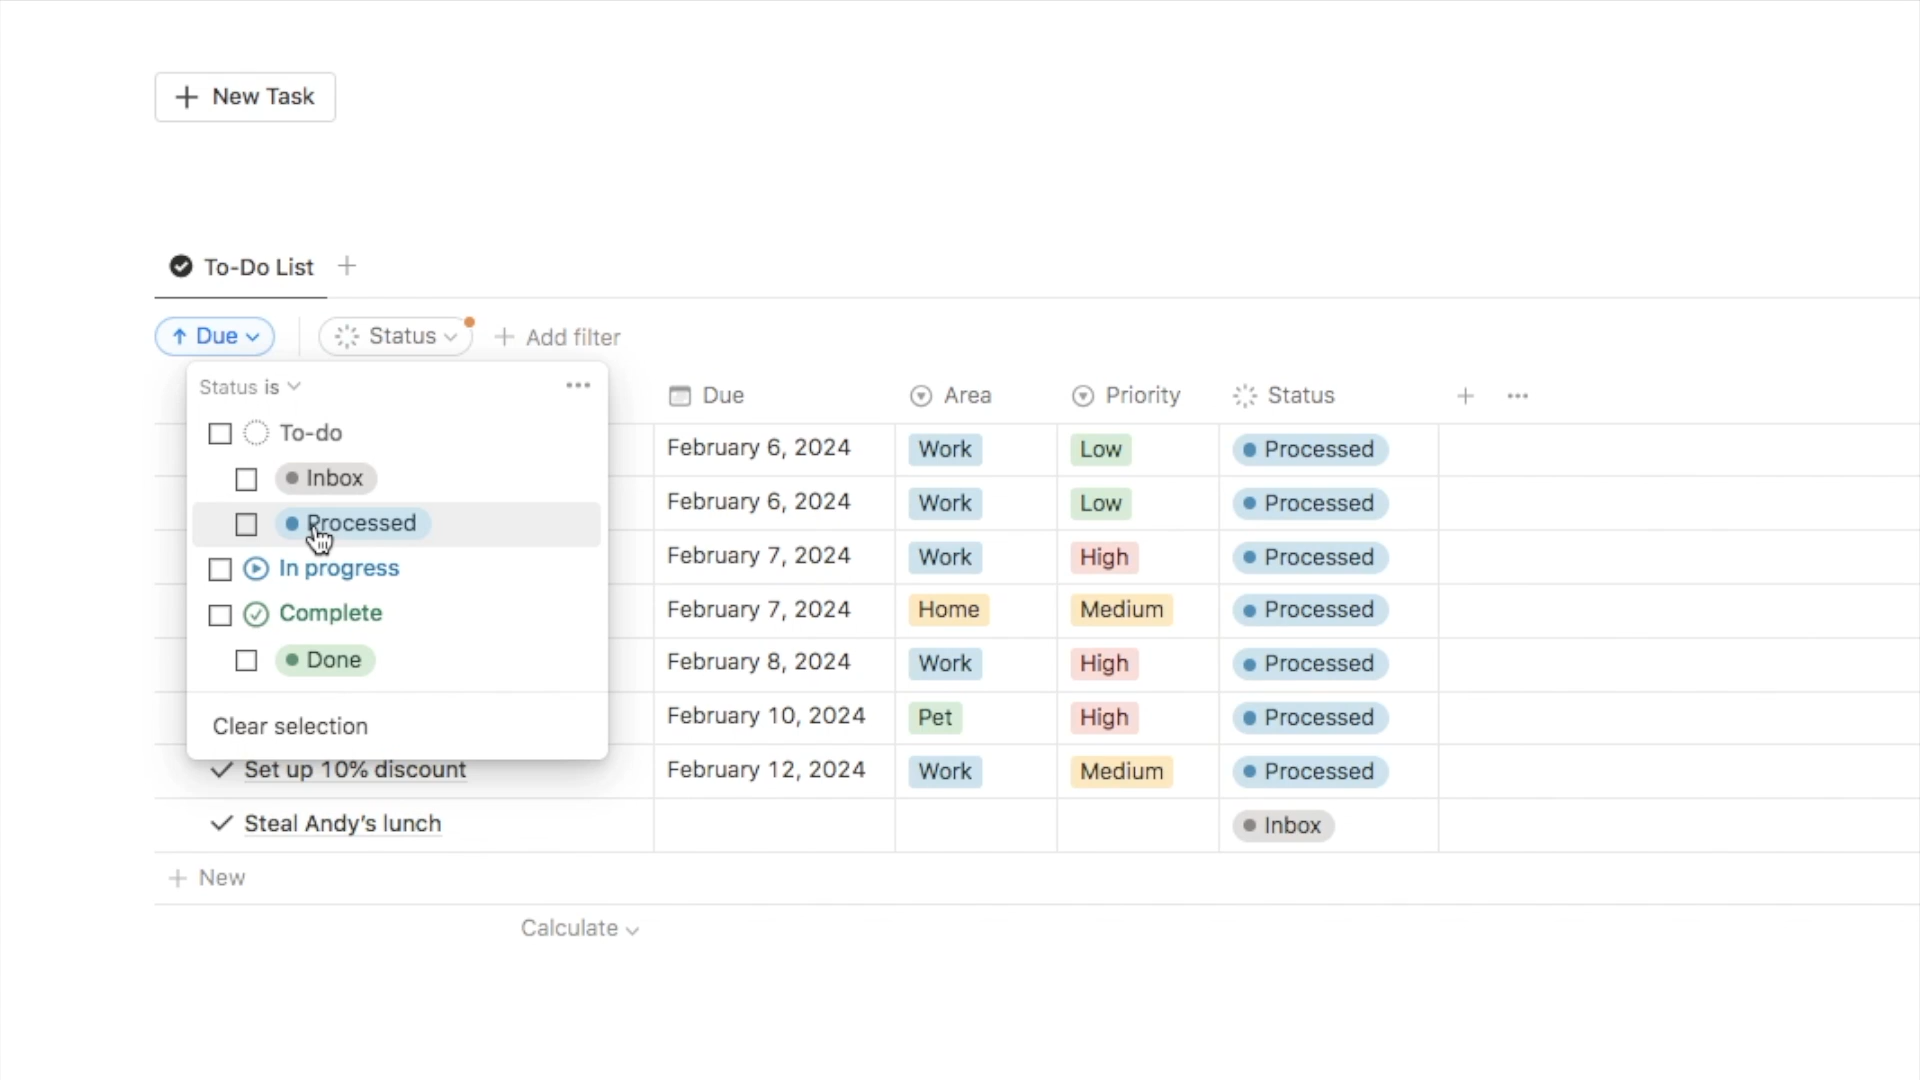 New Task
To-Do List
Due Status Add filter
Status is
To-do
Inbox
Processed
In progress
Complete
Done
Clear selection
Due Area Priority Status
February 6, 2024 Work Low Processed
February 6, 2024 Work Low Processed
February 7, 2024 Work High Processed
February 7, 2024 Home Medium Processed
February 8, 2024 Work High Processed
February 10, 2024 Pet High Processed
Set up 10% discount February 12, 2024 Work Medium Processed
Steal Andy’s lunch Inbox
New
Calculate